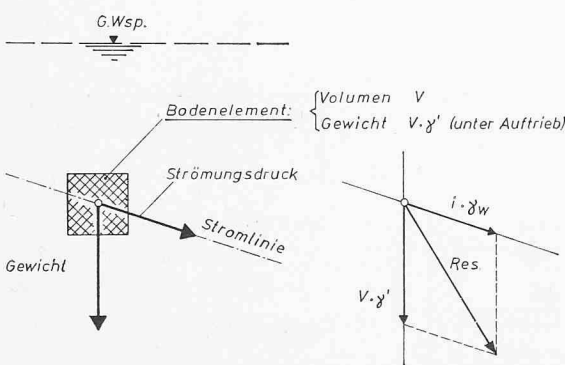 G.Wsp.
Bodenelement: { Volumen V
Gewicht V·γ' (unter Auftrieb)
Strömungsdruck
Stromlinie
Gewicht
i·γw
Res.
V·γ'